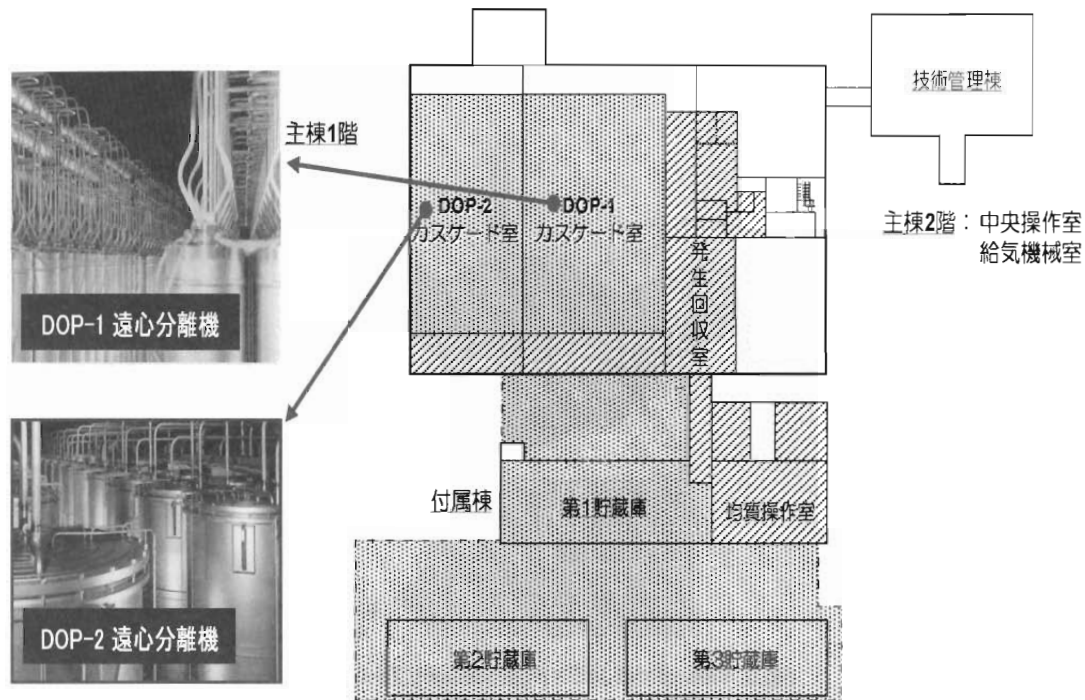 技術管理棟
主棟1階
DOP-2
カスケード室
DOP-1
カスケード室
主棟2階：中央操作室
給気機械室
発生回収室
DOP-1 遠心分離機
付属棟
第1貯蔵庫
均質操作室
DOP-2 遠心分離機
第2貯蔵庫
第3貯蔵庫